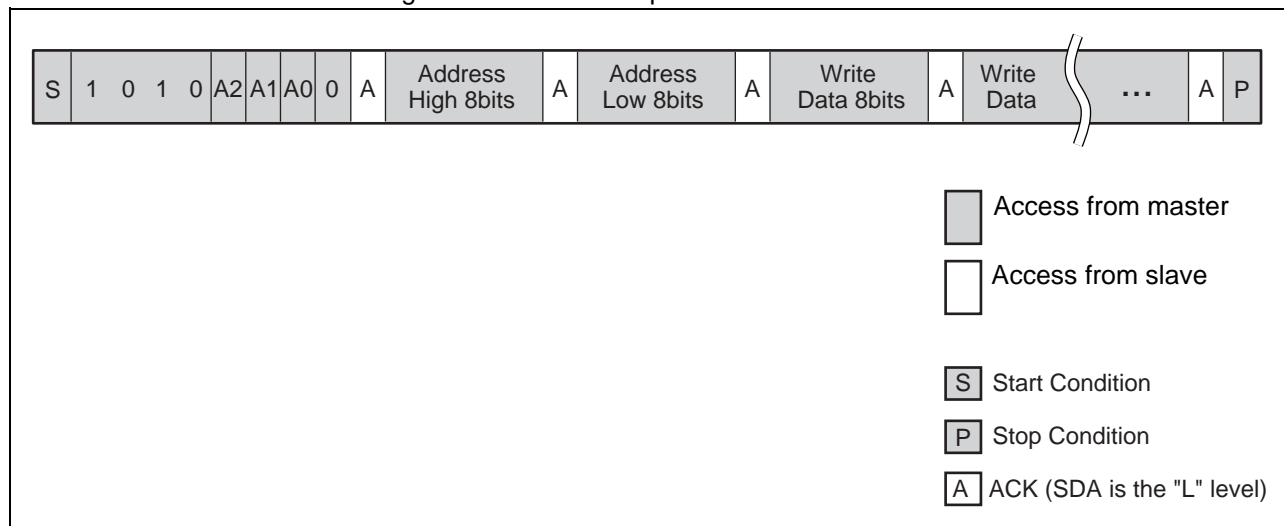 S 1 0 1 0 A2 A1 A0 0 A Address High 8bits A Address Low 8bits A Write Data 8bits A Write Data ... A P
Access from master
Access from slave
S Start Condition
P Stop Condition
A ACK (SDA is the "L" level)